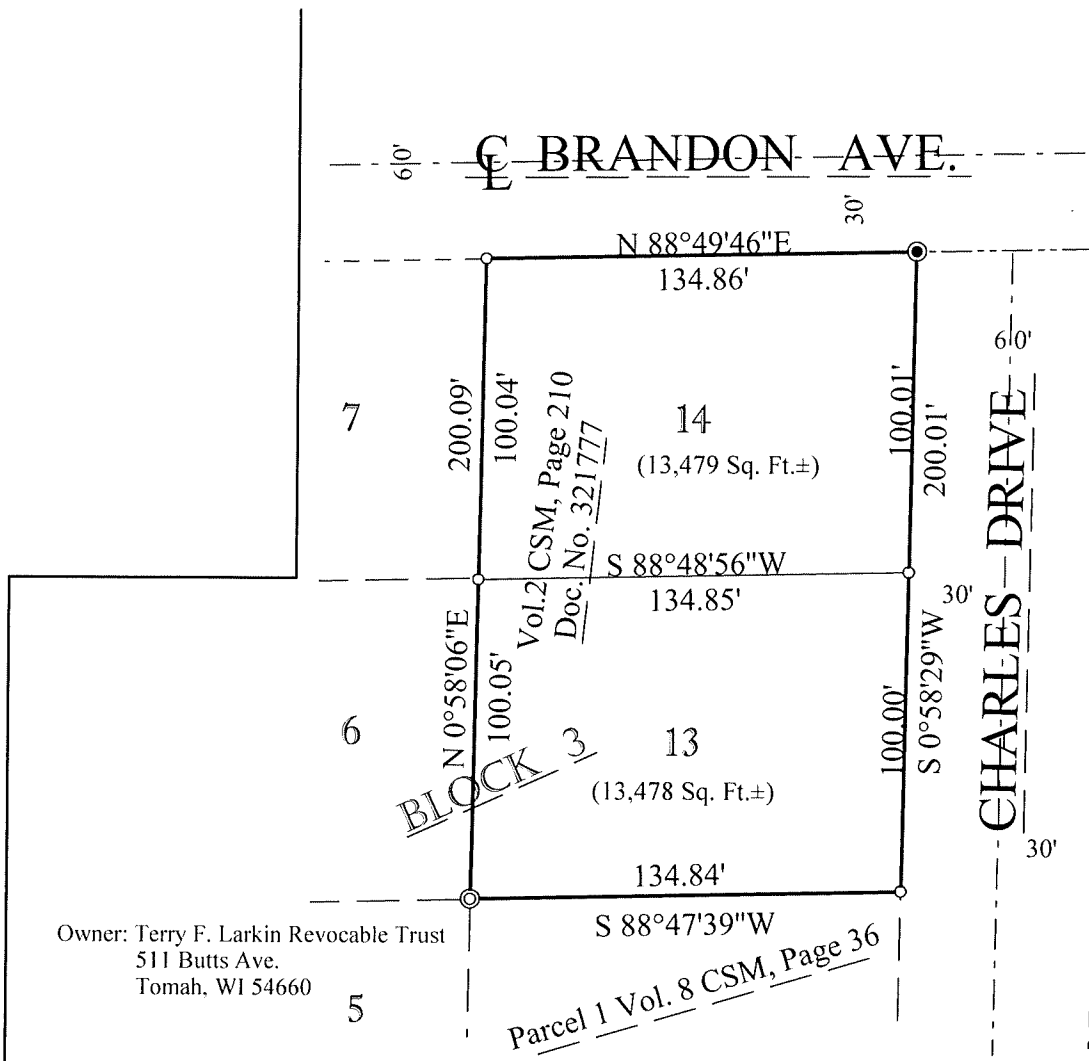 60'
℄ BRANDON AVE.
30'
N 88°49'46"E
134.86'
60'
7
200.09'
100.04'
Vol.2 CSM, Page 210
Doc. No. 321777
14
(13,479 Sq. Ft.±)
100.01'
200.01'
CHARLES DRIVE
S 88°48'56"W
134.85'
30'
6
N 0°58'06"E
100.05'
BLOCK 3
13
(13,478 Sq. Ft.±)
100.00'
S 0°58'29"W
30'
134.84'
S 88°47'39"W
Owner: Terry F. Larkin Revocable Trust
511 Butts Ave.
Tomah, WI 54660
5
Parcel 1 Vol. 8 CSM, Page 36